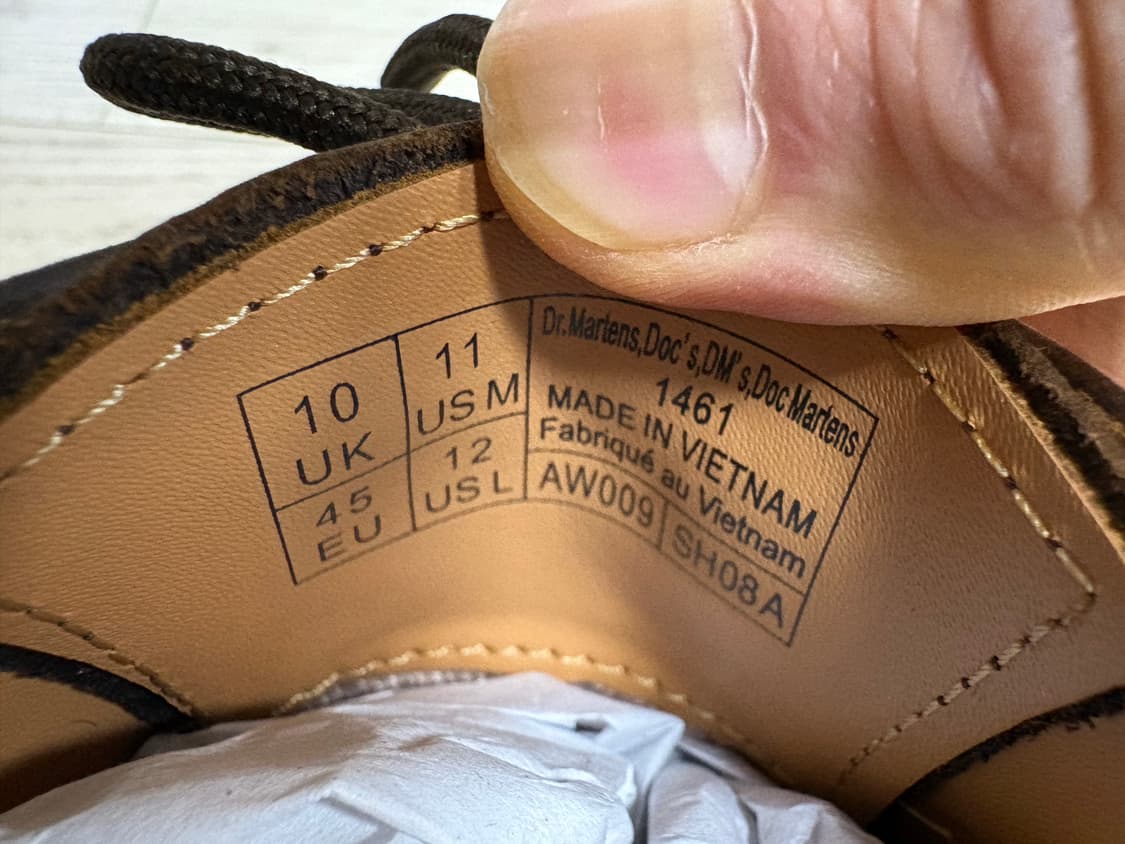 10
UK
11
US M
45
EU
12
US L
Dr.Martens,Doc's,DM's,Doc Martens
1461
MADE IN VIETNAM
Fabriqué au Vietnam
AW009
SH08A